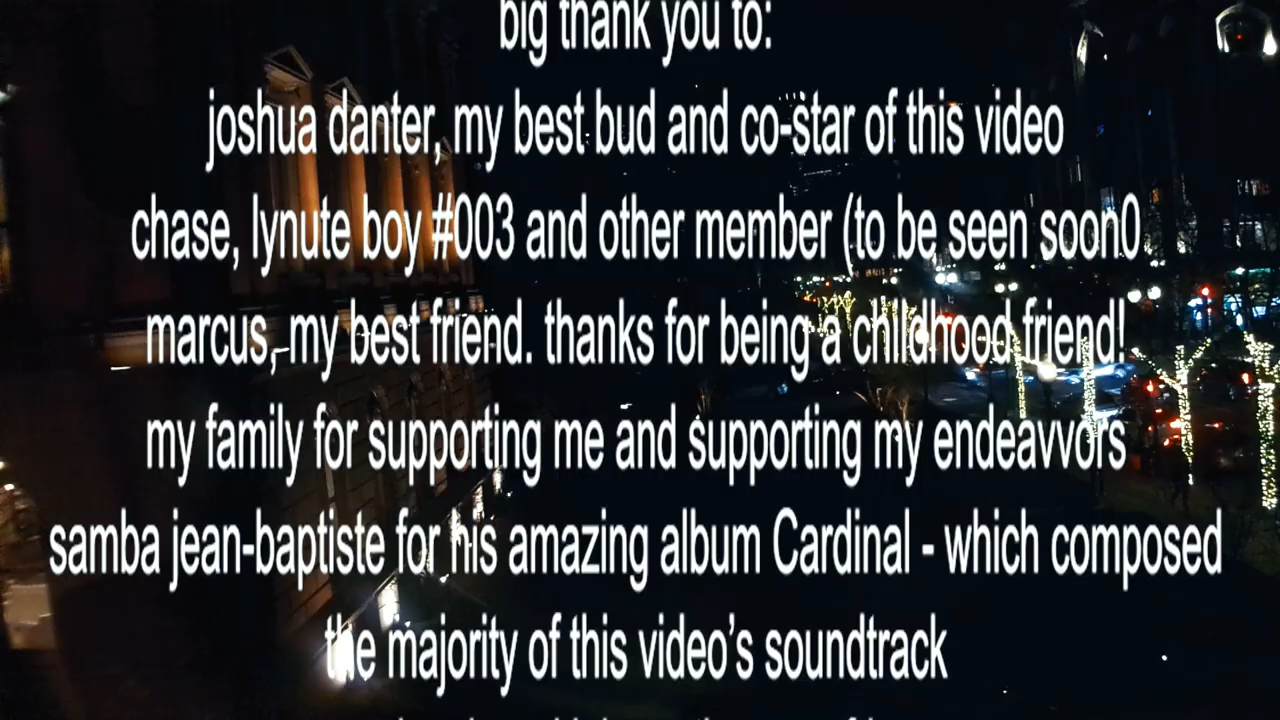 big thank you to:
joshua danter, my best bud and co-star of this video
chase, lynute boy #003 and other member (to be seen soon0
marcus, my best friend. thanks for being a childhood friend!
my family for supporting me and supporting my endeavvors
samba jean-baptiste for his amazing album Cardinal - which composed
the majority of this video's soundtrack